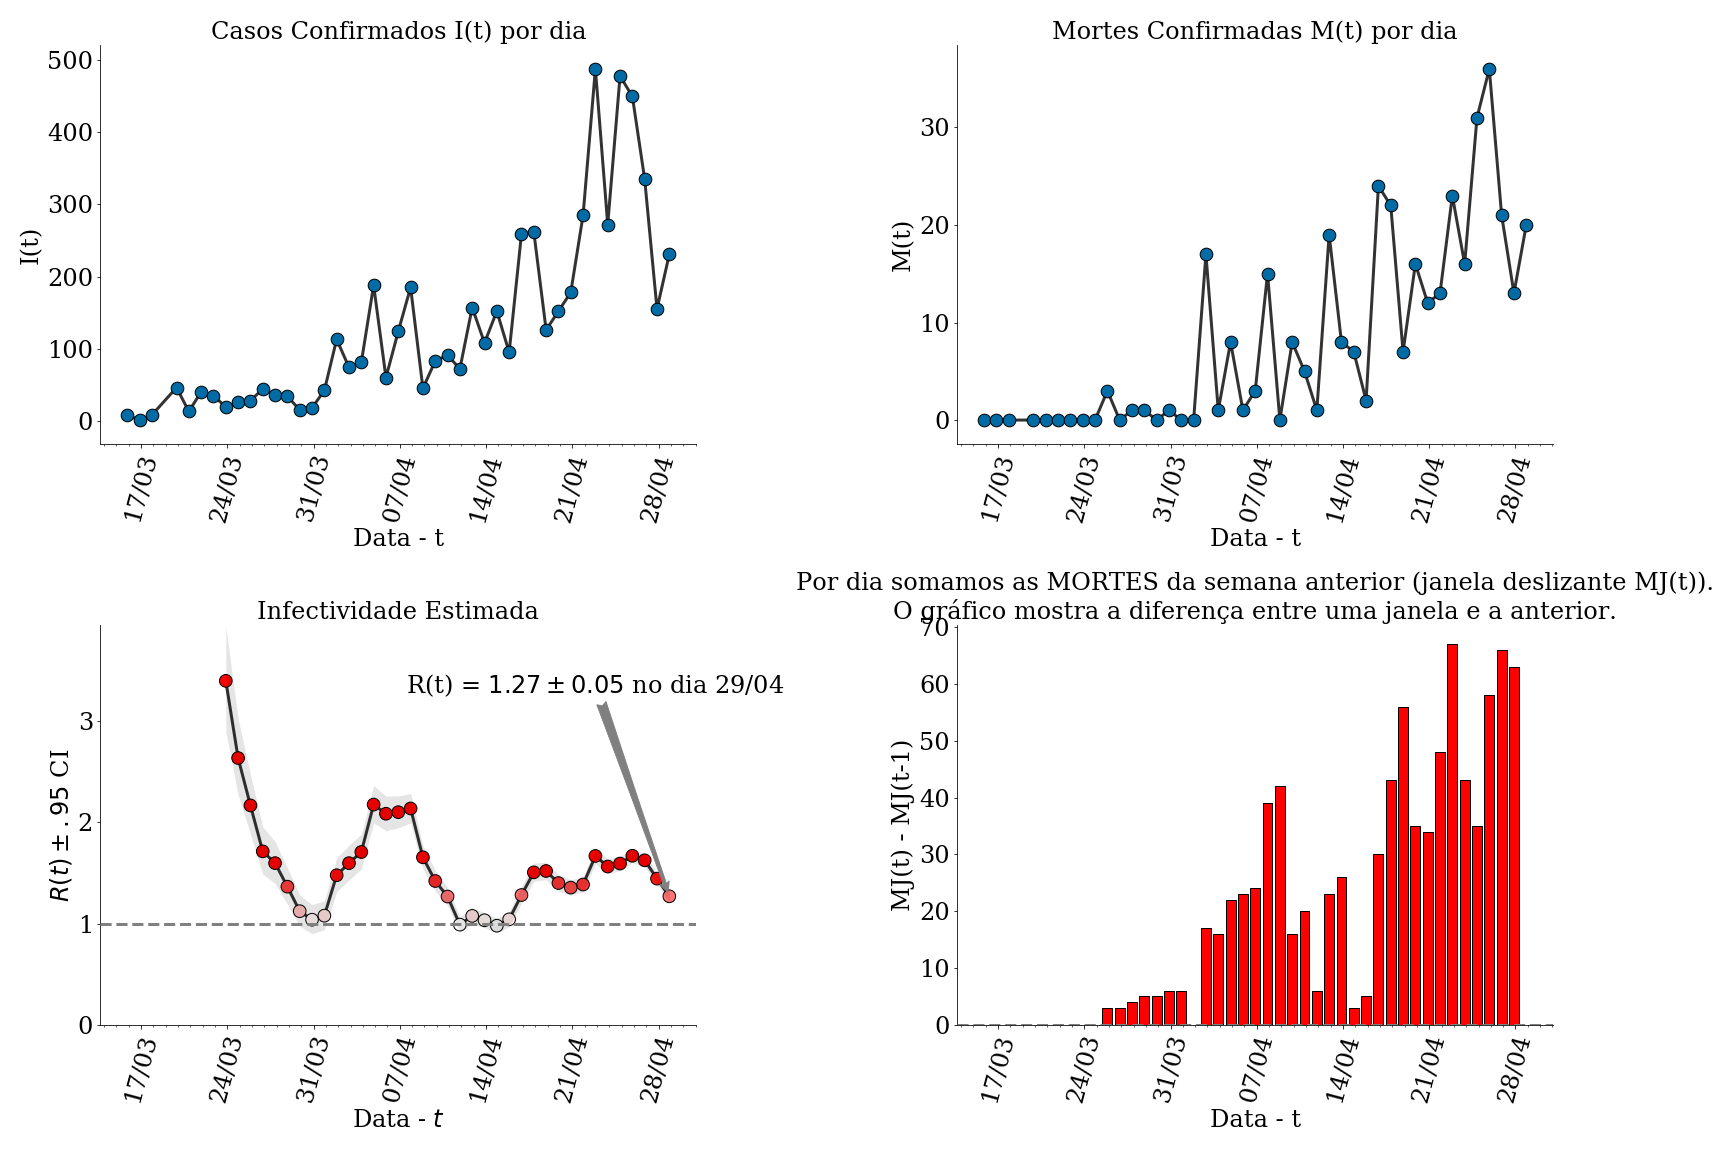 Casos Confirmados I(t) por dia
500
400
300
200
100
0
I(t)
17/03 24/03 31/03 07/04 14/04 21/04 28/04
Data - t
Mortes Confirmadas M(t) por dia
30
20
10
0
M(t)
17/03 24/03 31/03 07/04 14/04 21/04 28/04
Data - t
Infectividade Estimada
R(t) = 1.27 ± 0.05 no dia 29/04
3
2
1
0
R(t) ± .95 CI
17/03 24/03 31/03 07/04 14/04 21/04 28/04
Data - t
Por dia somamos as MORTES da semana anterior (janela deslizante MJ(t)).
O gráfico mostra a diferença entre uma janela e a anterior.
70
60
50
40
30
20
10
0
MJ(t) - MJ(t-1)
17/03 24/03 31/03 07/04 14/04 21/04 28/04
Data - t